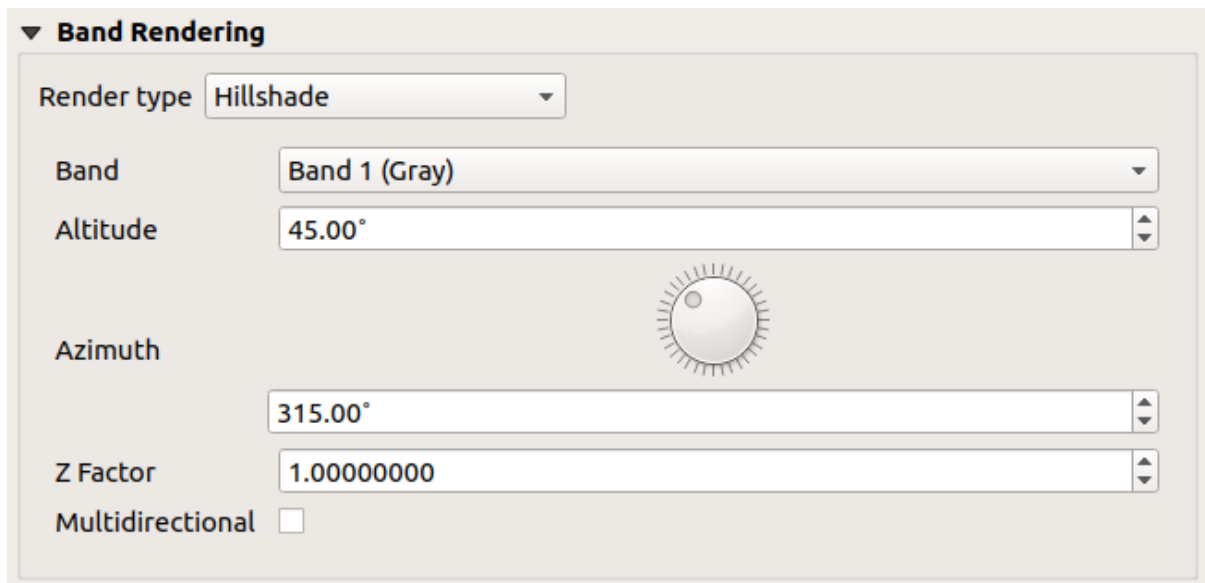 Band Rendering
Render type Hillshade
Band Band 1 (Gray)
Altitude 45.00°
Azimuth
315.00°
Z Factor 1.00000000
Multidirectional